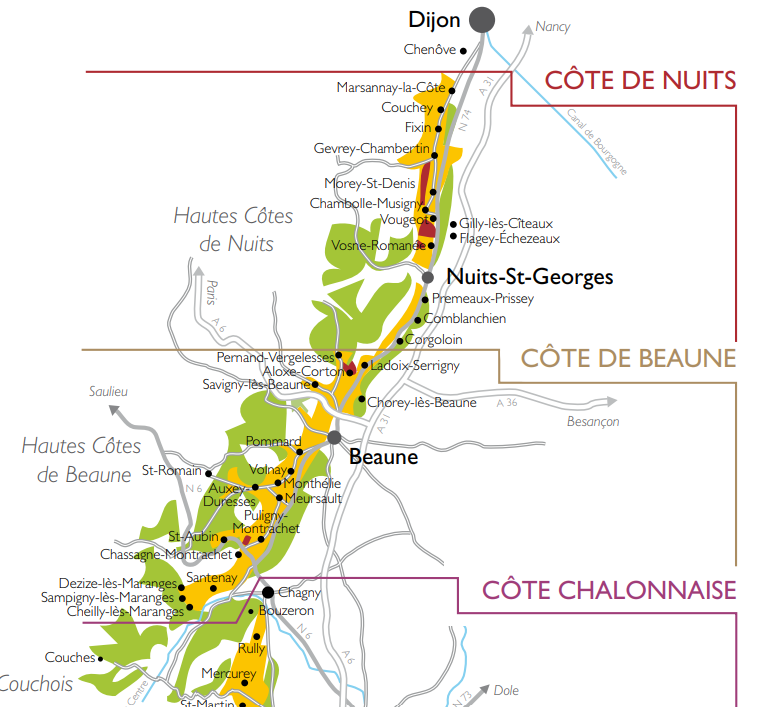 Dijon
Nancy
Chenôve
CÔTE DE NUITS
A 31
Marsannay-la-Côte
Couchey
N 74
Canal de Bourgogne
Fixin
Gevrey-Chambertin
Morey-St-Denis
Chambolle-Musigny
Hautes Côtes
de Nuits
Vougeot
Gilly-lès-Cîteaux
Flagey-Échezeaux
Vosne-Romanée
Nuits-St-Georges
Paris
Premeaux-Prissey
A 6
Comblanchien
Corgoloin
CÔTE DE BEAUNE
Pernand-Vergelesses
Ladoix-Serrigny
Aloxe-Corton
Savigny-lès-Beaune
Saulieu
Chorey-lès-Beaune
A 36
Besançon
A 31
Hautes Côtes
de Beaune
Pommard
Beaune
St-Romain
Volnay
N 6
Auxey-
Duresses
Monthélie
Meursault
Puligny-
Montrachet
St-Aubin
Chassagne-Montrachet
Dezize-lès-Maranges
Santenay
CÔTE CHALONNAISE
Sampigny-lès-Maranges
Chagny
Cheilly-lès-Maranges
Bouzeron
N 6
Rully
A 6
Couches
Mercurey
Couchois
Centre
N 73
Dole
St-Martin